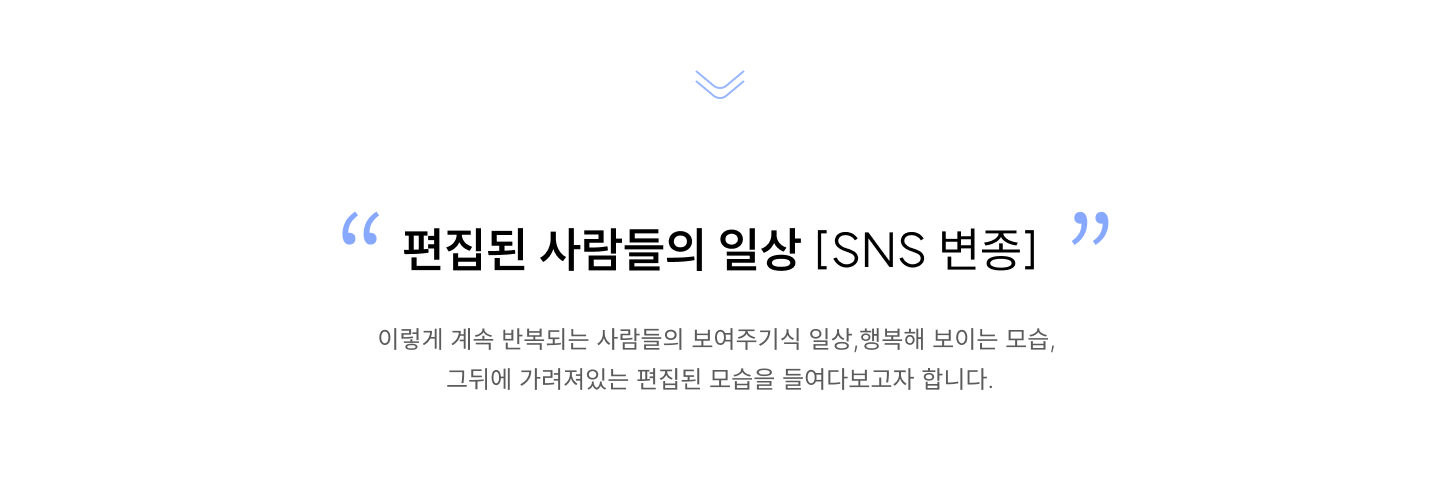 “ 편집된 사람들의 일상 [SNS 변종] ”
이렇게 계속 반복되는 사람들의 보여주기식 일상,행복해 보이는 모습,
그뒤에 가려져있는 편집된 모습을 들여다보고자 합니다.